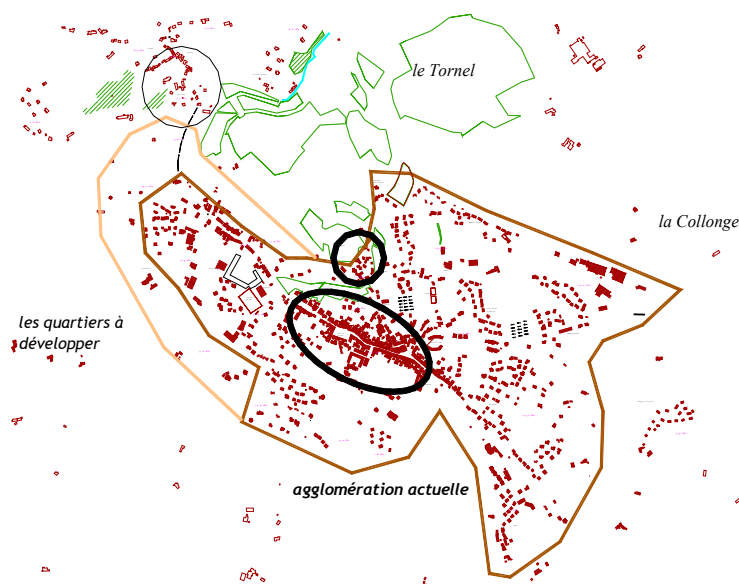 le Tornel
la Collonge
les quartiers à
développer
agglomération actuelle